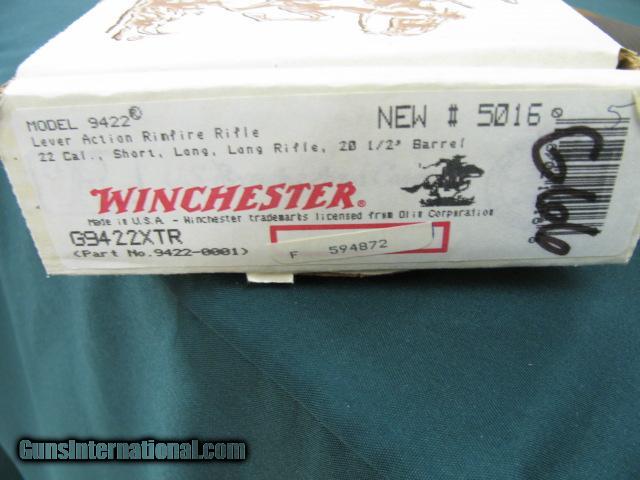 MODEL 9422®
NEW # 5016
Lever Action Rimfire Rifle
22 Cal., Short, Long, Long Rifle, 20 1/2" Barrel
WINCHESTER®
Made in U.S.A. - Winchester trademarks licensed from Olin Corporation
G9422XTR
(Part No.9422-0001)
F 594872
GunsInternational.com